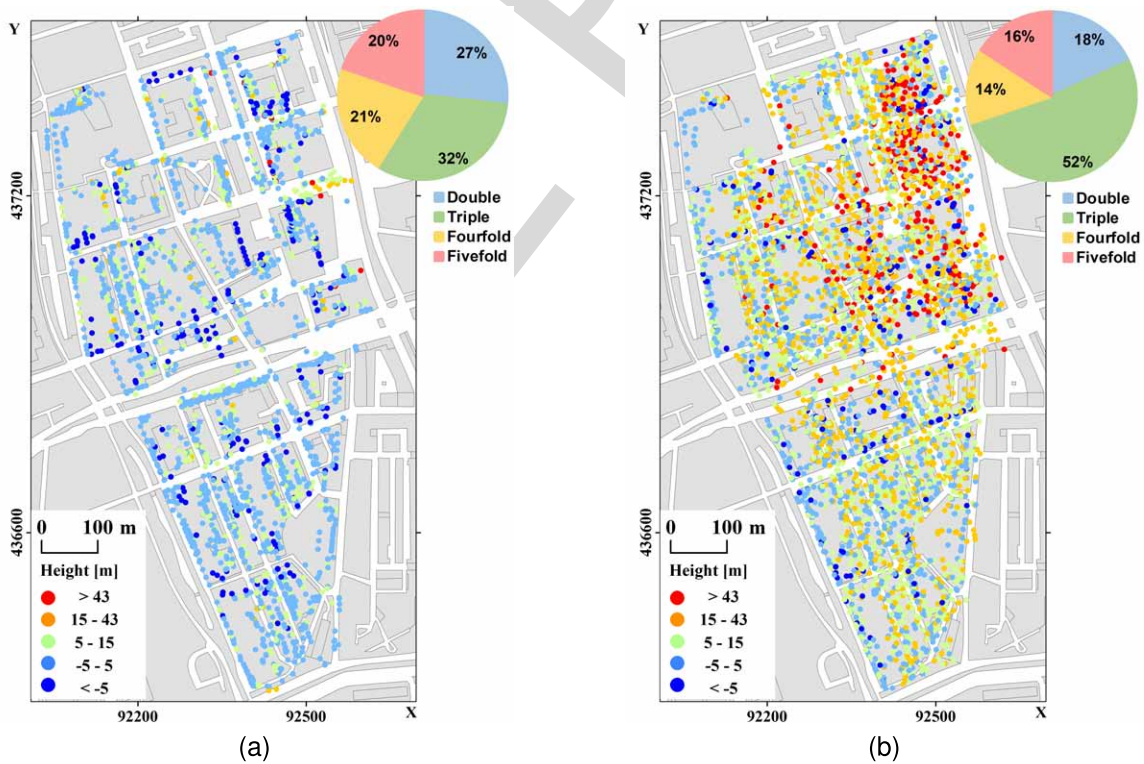 Y
20%
27%
21%
32%
437200
Double
Triple
Fourfold
Fivefold
436600
0 100 m
Height [m]
> 43
15 - 43
5 - 15
-5 - 5
< -5
92200
92500
X
(a)
Y
16%
18%
14%
52%
437200
Double
Triple
Fourfold
Fivefold
436600
0 100 m
Height [m]
> 43
15 - 43
5 - 15
-5 - 5
< -5
92200
92500
X
(b)